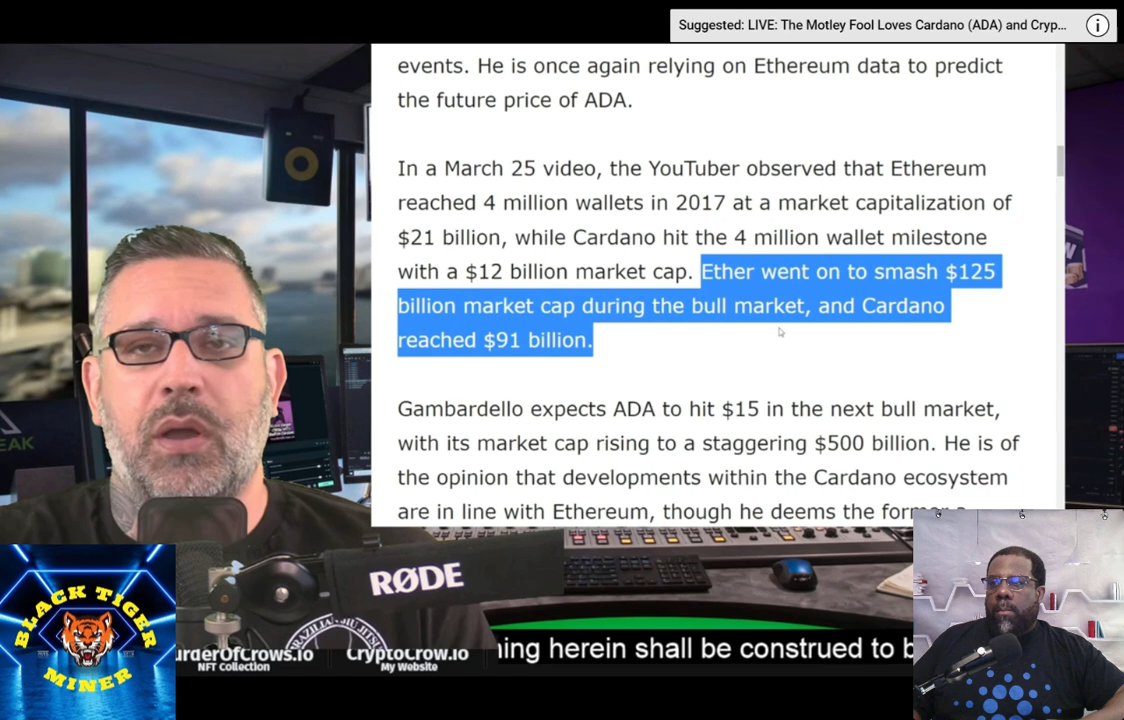 Suggested: LIVE: The Motley Fool Loves Cardano (ADA) and Cryp...
events. He is once again relying on Ethereum data to predict
the future price of ADA.
In a March 25 video, the YouTuber observed that Ethereum
reached 4 million wallets in 2017 at a market capitalization of
$21 billion, while Cardano hit the 4 million wallet milestone
with a $12 billion market cap. Ether went on to smash $125
billion market cap during the bull market, and Cardano
reached $91 billion.
Gambardello expects ADA to hit $15 in the next bull market,
with its market cap rising to a staggering $500 billion. He is of
the opinion that developments within the Cardano ecosystem
are in line with Ethereum, though he deems the former a
EAK
RØDE
BRAZILIAN JIU JITSU
BLACK TIGER
MINER
urderOfCrows.io
NFT Collection
CryptoCrow.io
My Website
hing herein shall be construed to b